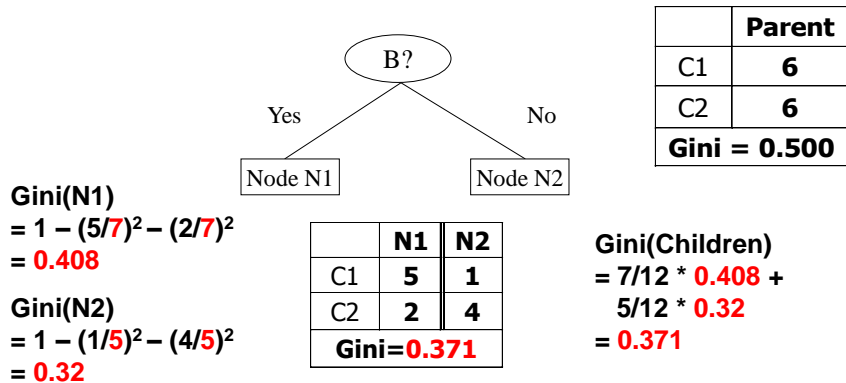 B?
Yes
No
Node N1
Node N2
Parent
C1 6
C2 6
Gini = 0.500
Gini(N1)
= 1 – (5/7)² – (2/7)²
= 0.408
Gini(N2)
= 1 – (1/5)² – (4/5)²
= 0.32
N1 N2
C1 5 1
C2 2 4
Gini=0.371
Gini(Children)
= 7/12 * 0.408 +
5/12 * 0.32
= 0.371